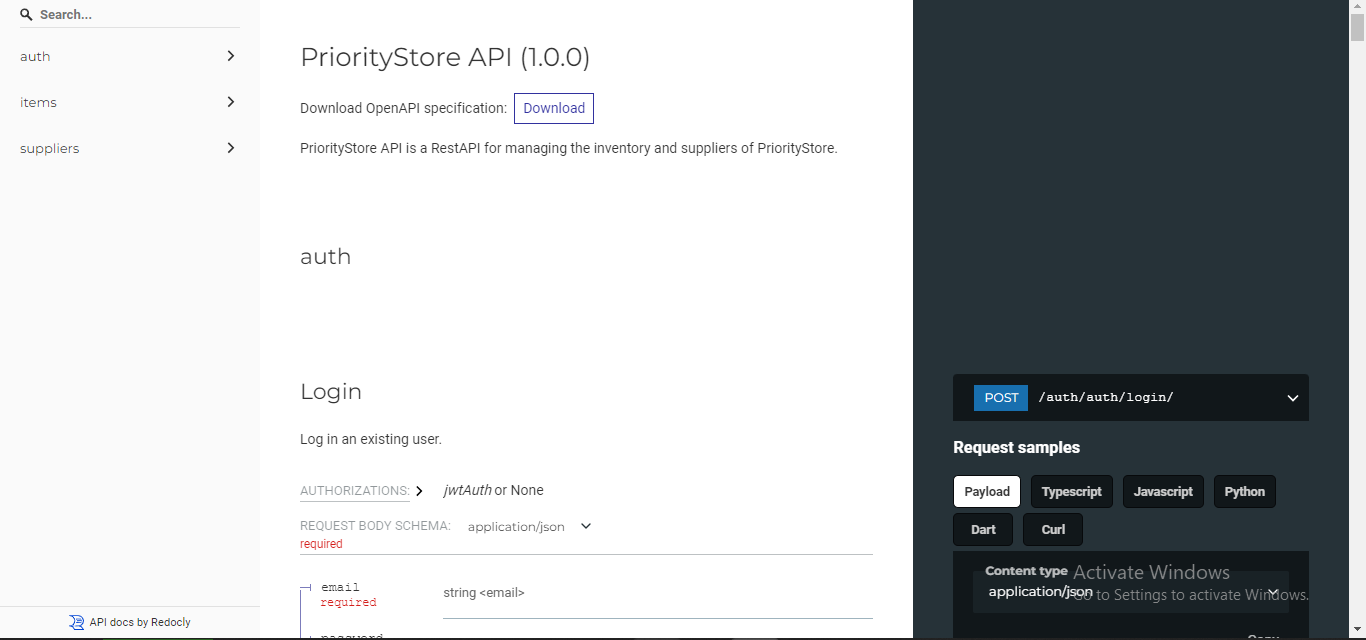 Search...
auth
items
suppliers
API docs by Redocly
PriorityStore API (1.0.0)
Download OpenAPI specification: Download
PriorityStore API is a RestAPI for managing the inventory and suppliers of PriorityStore.
auth
Login
Log in an existing user.
AUTHORIZATIONS: jwtAuth or None
REQUEST BODY SCHEMA: application/json
required
email
required
string <email>
password
POST /auth/auth/login/
Request samples
Payload Typescript Javascript Python
Dart Curl
Content type
application/json
Copy
Activate Windows
Go to Settings to activate Windows.